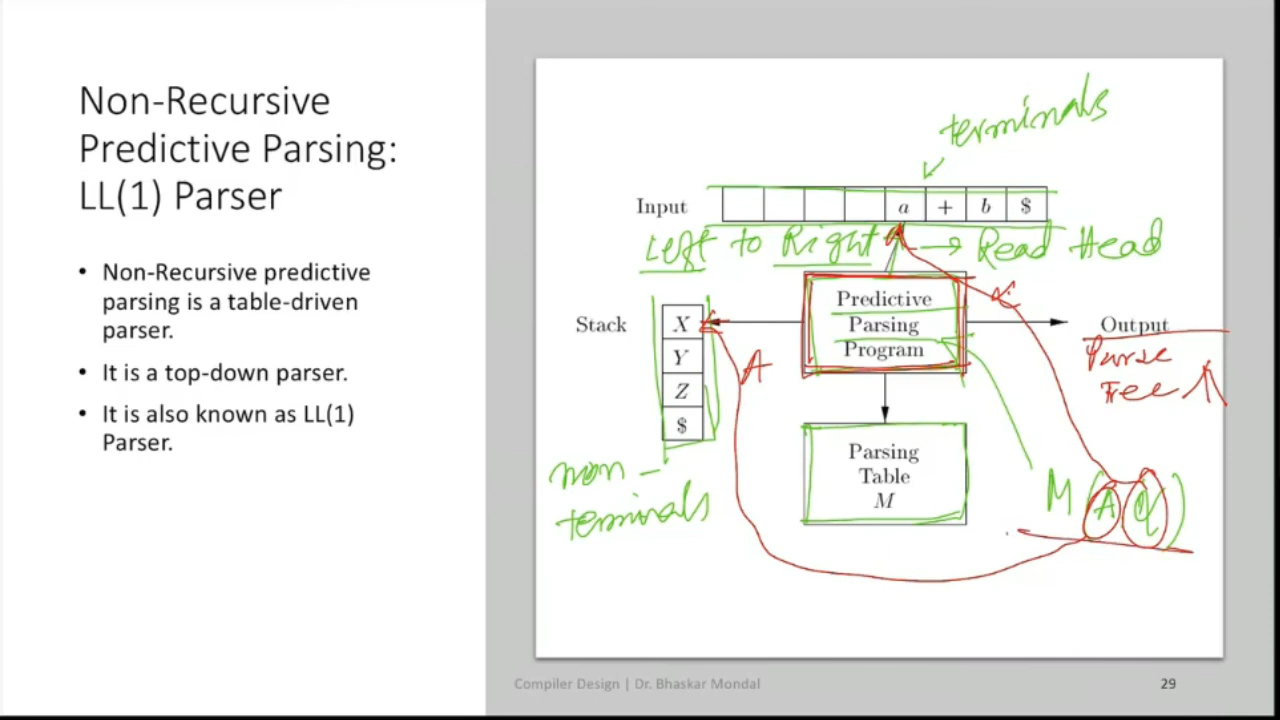 Non-Recursive
Predictive Parsing:
LL(1) Parser
• Non-Recursive predictive
parsing is a table-driven
parser.
• It is a top-down parser.
• It is also known as LL(1)
Parser.
terminals
Input a + b $
Left to Right → Read Head
Predictive
Parsing
Program
Stack
X
Y
Z
$
Output
Parse
Tree
A
Parsing
Table
M
non-
terminals
M (A
Compiler Design | Dr. Bhaskar Mondal
29